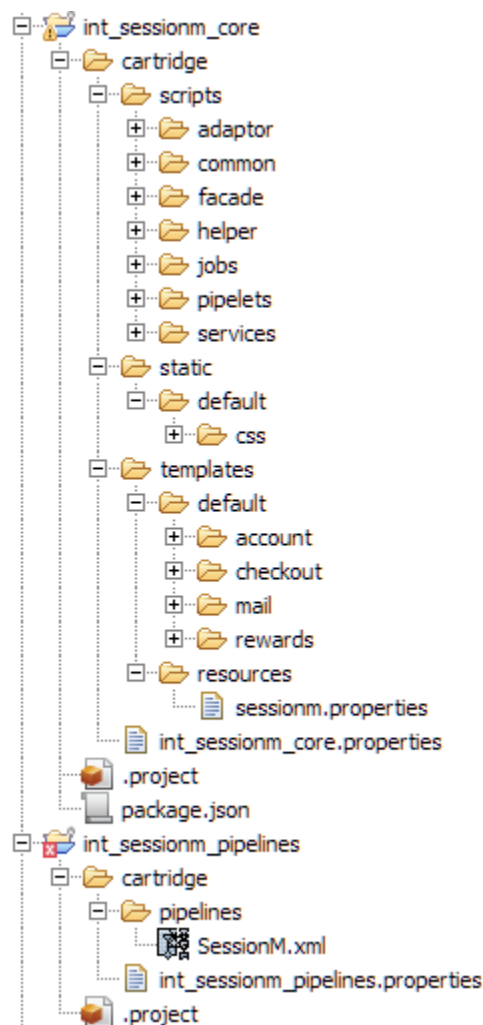 int_sessionm_core
cartridge
scripts
adaptor
common
facade
helper
jobs
pipelets
services
static
default
css
templates
default
account
checkout
mail
rewards
resources
sessionm.properties
int_sessionm_core.properties
.project
package.json
int_sessionm_pipelines
cartridge
pipelines
SessionM.xml
int_sessionm_pipelines.properties
.project